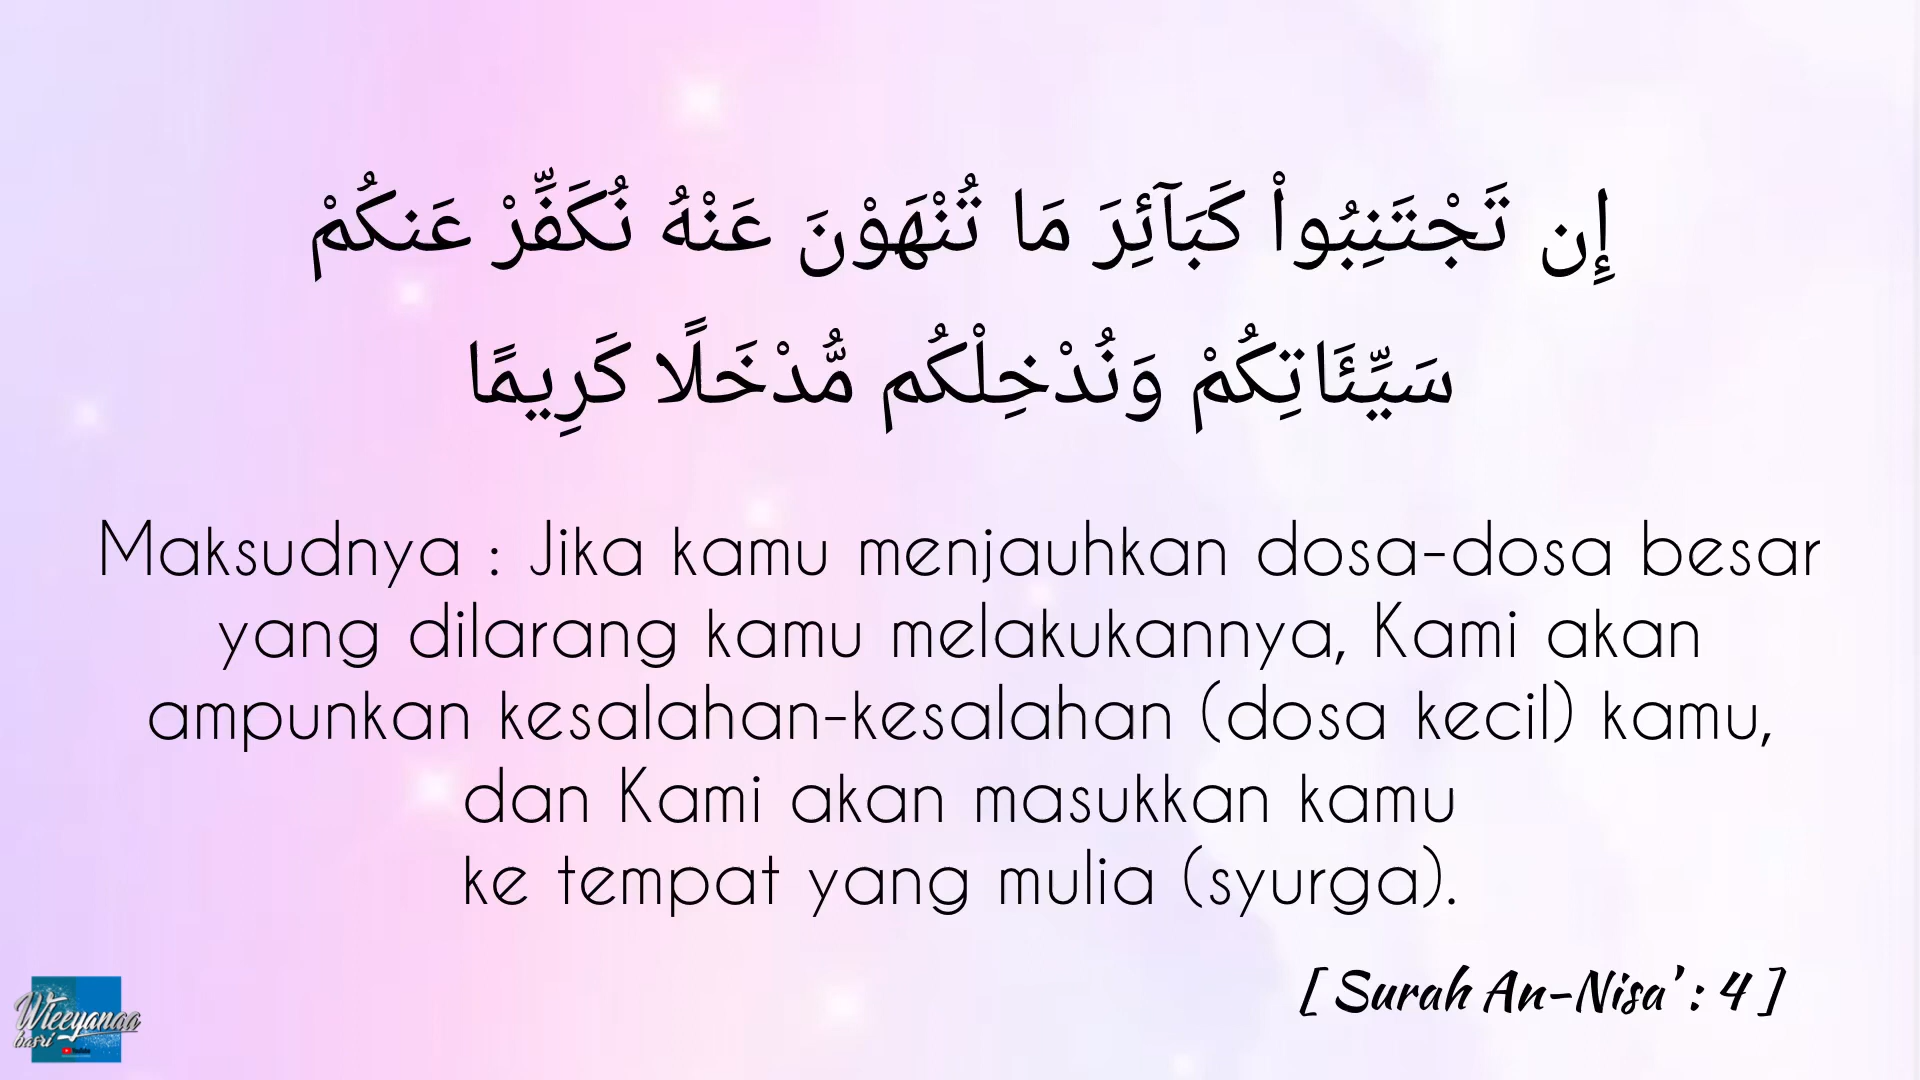 إِن تَجْتَنِبُوا۟ كَبَآئِرَ مَا تُنْهَوْنَ عَنْهُ نُكَفِّرْ عَنكُمْ
سَيِّـَٔاتِكُمْ وَنُدْخِلْكُم مُّدْخَلًا كَرِيمًا
Maksudnya : Jika kamu menjauhkan dosa-dosa besar
yang dilarang kamu melakukannya, Kami akan
ampunkan kesalahan-kesalahan (dosa kecil) kamu,
dan Kami akan masukkan kamu
ke tempat yang mulia (syurga).
[ Surah An-Nisa' : 4 ]
Wieeyanaa
basri
YouTube